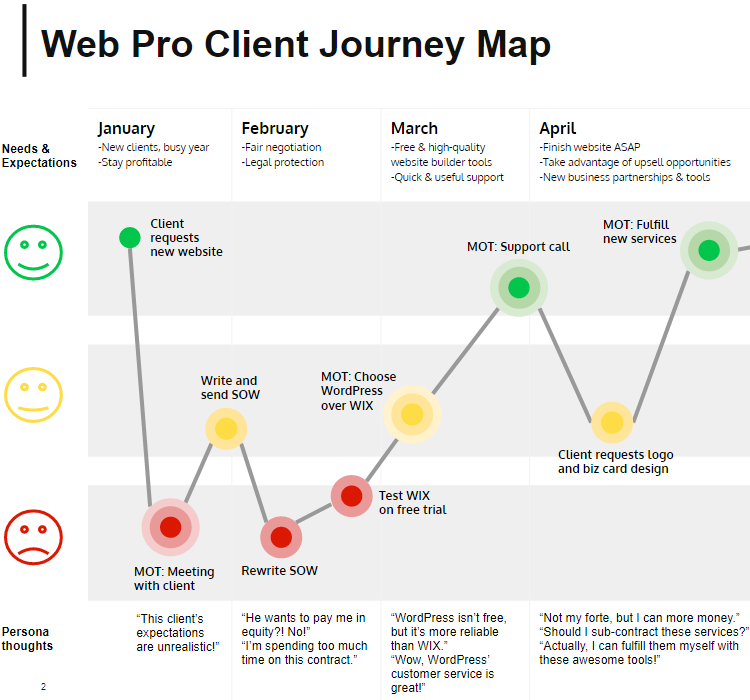 Web Pro Client Journey Map
Needs &
Expectations
January
-New clients, busy year
-Stay profitable
February
-Fair negotiation
-Legal protection
March
-Free & high-quality
website builder tools
-Quick & useful support
April
-Finish website ASAP
-Take advantage of upsell opportunities
-New business partnerships & tools
Client
requests
new website
MOT: Meeting
with client
Write and
send SOW
Rewrite SOW
Test WIX
on free trial
MOT: Choose
WordPress
over WIX
MOT: Support call
Client requests logo
and biz card design
MOT: Fulfill
new services
Persona
thoughts
“This client’s
expectations
are unrealistic!”
“He wants to pay me in
equity?! No!”
“I’m spending too much
time on this contract.”
“WordPress isn’t free,
but it’s more reliable
than WIX.”
“Wow, WordPress’
customer service is
great!”
“Not my forte, but I can more money.”
“Should I sub-contract these services?”
“Actually, I can fulfill them myself with
these awesome tools!”
2